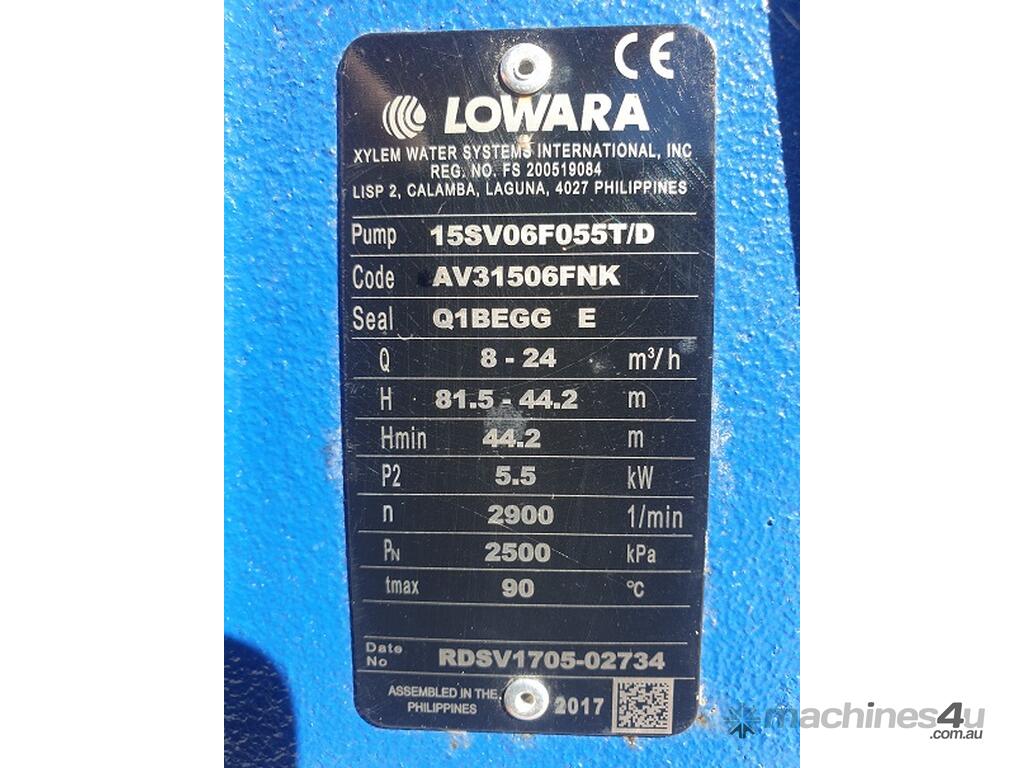 CE
LOWARA
XYLEM WATER SYSTEMS INTERNATIONAL, INC
REG. NO. FS 200519084
LISP 2, CALAMBA, LAGUNA, 4027 PHILIPPINES
Pump 15SV06F055T/D
Code AV31506FNK
Seal Q1BEGG E
Q 8 - 24 m³/h
H 81.5 - 44.2 m
Hmin 44.2 m
P2 5.5 kW
n 2900 1/min
PN 2500 kPa
tmax 90 °C
Date
No RDSV1705-02734
ASSEMBLED IN THE
PHILIPPINES 2017
machines4u
.com.au